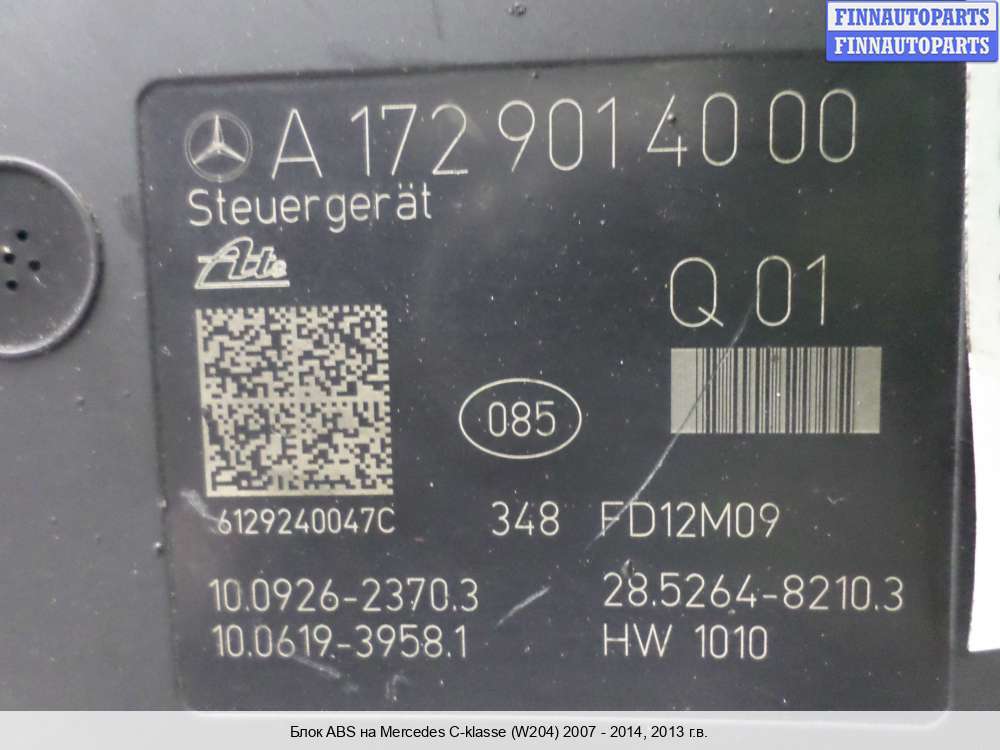 FINNAUTOPARTS
FINNAUTOPARTS
A 172 901 40 00
Steuergerät
Ate
Q 01
085
6129240047C 348 FD12M09
10.0926-2370.3 28.5264-8210.3
10.0619-3958.1 HW 1010
Блок ABS на Mercedes C-klasse (W204) 2007 - 2014, 2013 г.в.